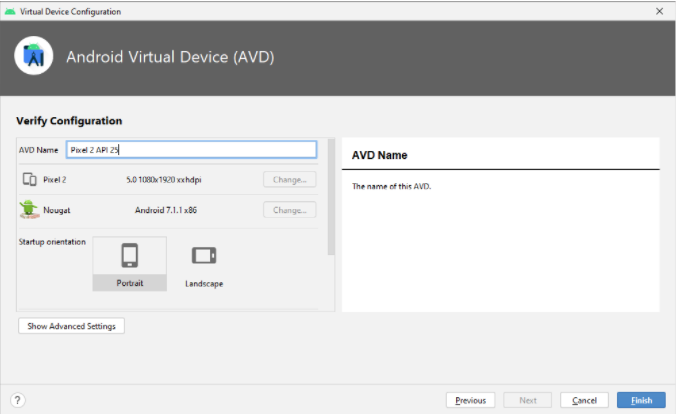 Virtual Device Configuration
Android Virtual Device (AVD)
Verify Configuration
AVD Name Pixel 2 API 25
Pixel 2 5.0 1080x1920 xxhdpi Change...
Nougat Android 7.1.1 x86 Change...
Startup orientation
Portrait Landscape
Show Advanced Settings
AVD Name
The name of this AVD.
? Previous Next Cancel Finish